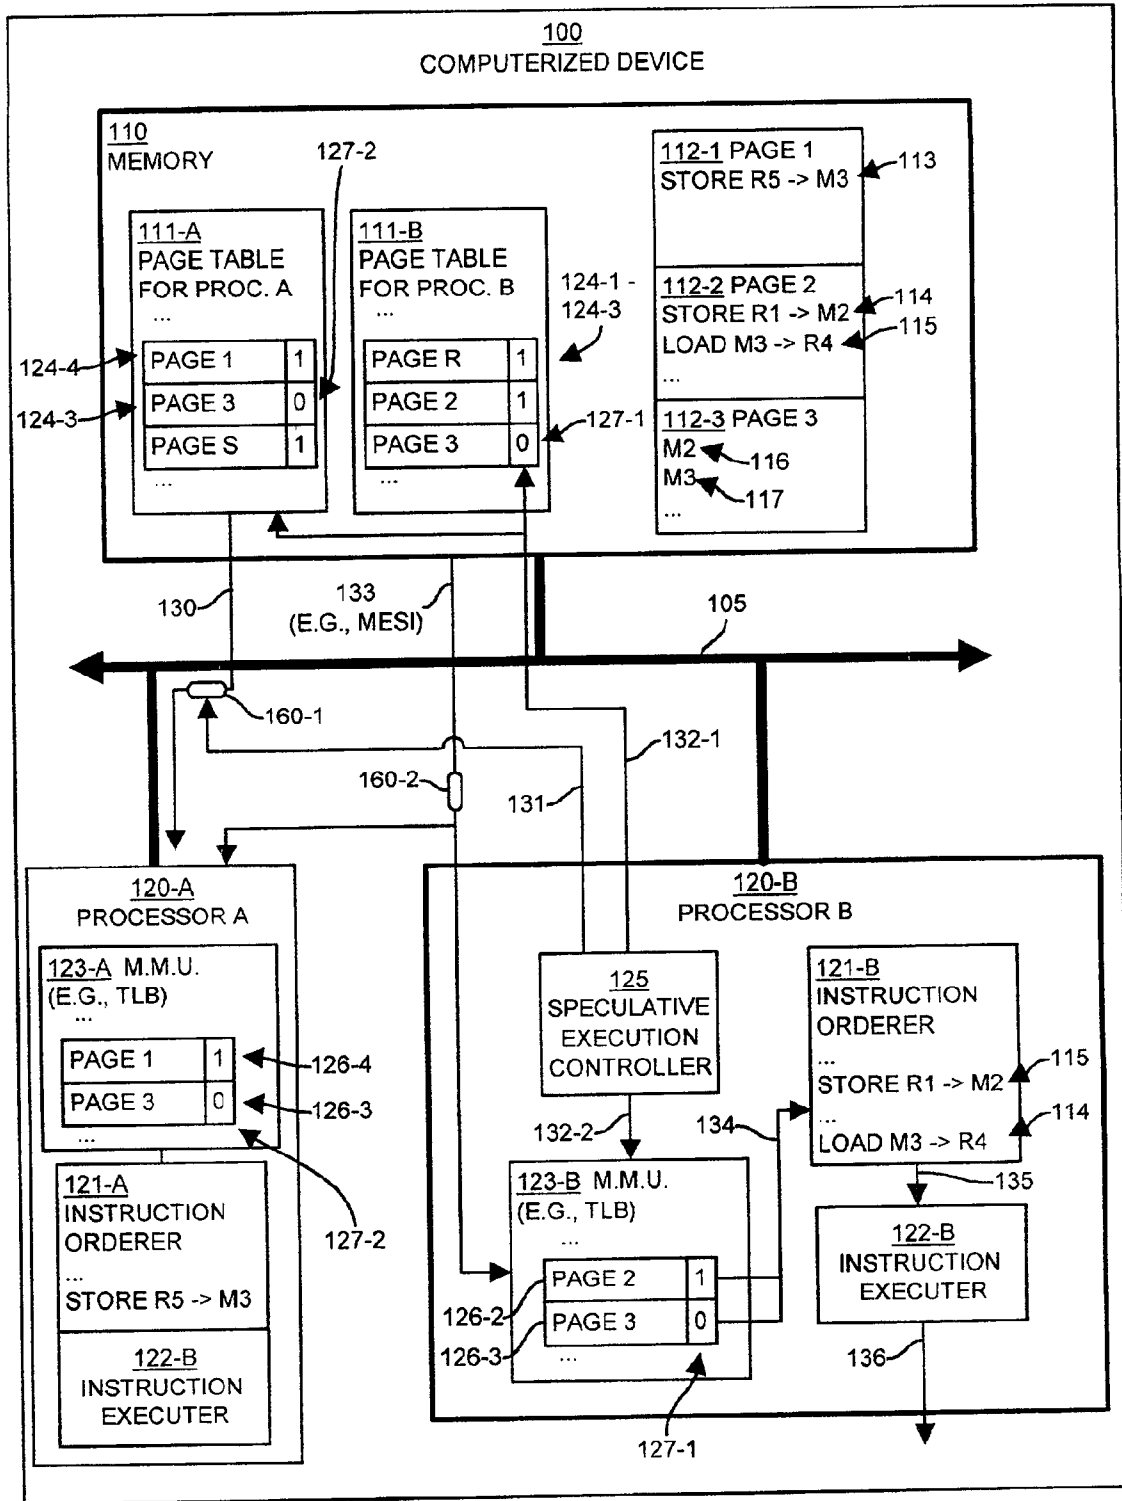 100
COMPUTERIZED DEVICE
110
MEMORY
127-2
111-A
PAGE TABLE
FOR PROC. A
...
PAGE 1 1
PAGE 3 0
PAGE S 1
...
124-4
124-3
111-B
PAGE TABLE
FOR PROC. B
...
PAGE R 1
PAGE 2 1
PAGE 3 0
...
124-1 -
124-3
127-1
112-1 PAGE 1
STORE R5 -> M3
113
112-2 PAGE 2
STORE R1 -> M2
114
LOAD M3 -> R4
115
...
112-3 PAGE 3
M2
116
M3
117
...
130
133
(E.G., MESI)
105
160-1
132-1
160-2
131
120-A
PROCESSOR A
123-A M.M.U.
(E.G., TLB)
...
PAGE 1 1
126-4
PAGE 3 0
126-3
...
127-2
121-A
INSTRUCTION
ORDERER
...
STORE R5 -> M3
122-B
INSTRUCTION
EXECUTER
120-B
PROCESSOR B
125
SPECULATIVE
EXECUTION
CONTROLLER
132-2
134
121-B
INSTRUCTION
ORDERER
...
115
STORE R1 -> M2
...
114
LOAD M3 -> R4
135
123-B M.M.U.
(E.G., TLB)
...
PAGE 2 1
126-2
PAGE 3 0
126-3
...
127-1
122-B
INSTRUCTION
EXECUTER
136